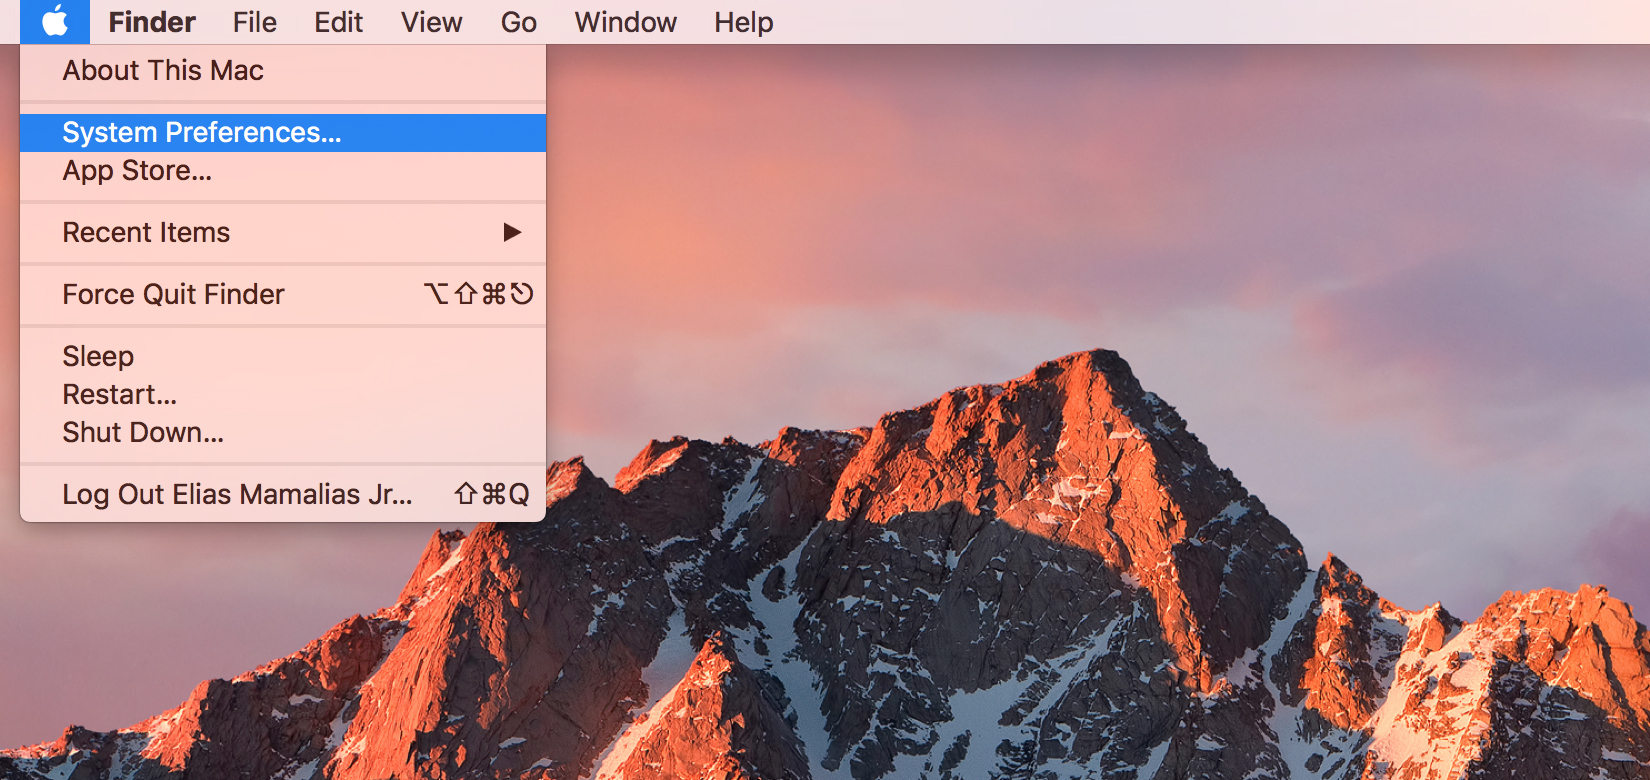 Finder File Edit View Go Window Help
About This Mac
System Preferences...
App Store...
Recent Items ▶
Force Quit Finder ⌥⇧⌘⎋
Sleep
Restart...
Shut Down...
Log Out Elias Mamalias Jr... ⇧⌘Q